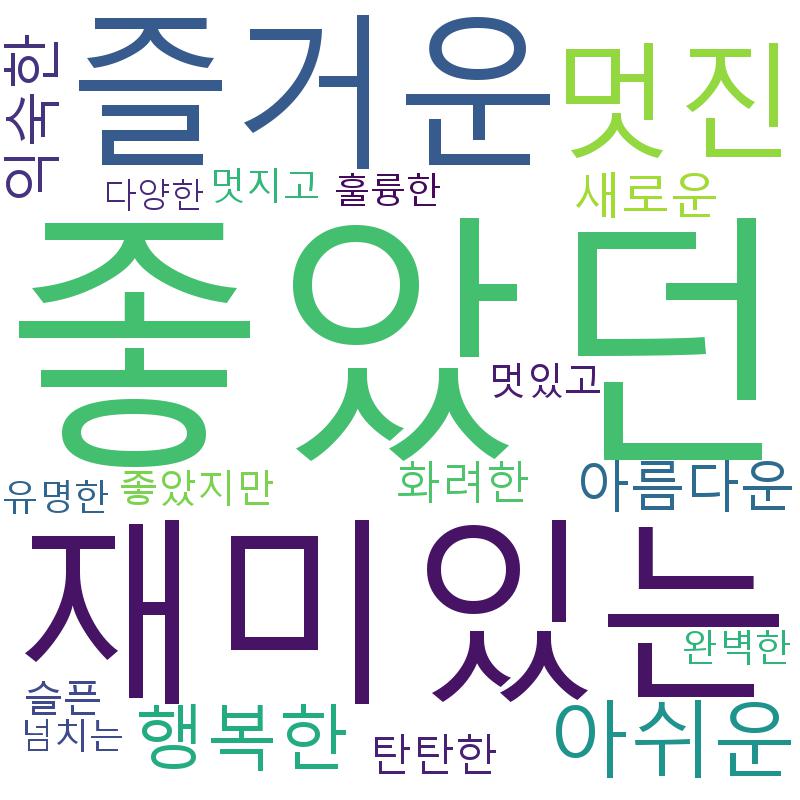 익숙한
즐거운
멋진
다양한
멋지고
훌륭한
새로운
좋았던
멋있고
유명한
좋았지만
화려한
아름다운
재미있는
완벽한
슬픈
넘치는
행복한
탄탄한
아쉬운